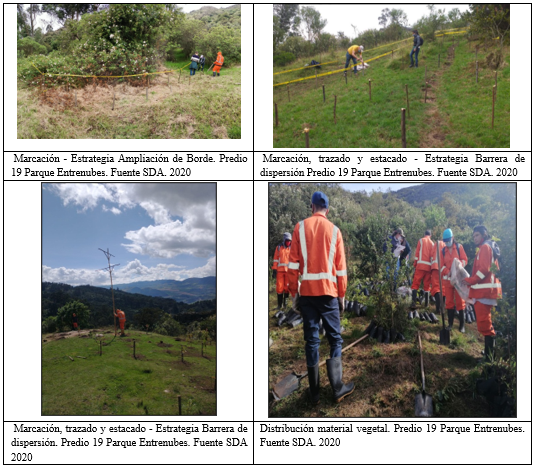 Marcación - Estrategia Ampliación de Borde. Predio
19 Parque Entrenubes. Fuente SDA. 2020
Marcación, trazado y estacado - Estrategia Barrera de
dispersión Predio 19 Parque Entrenubes. Fuente SDA. 2020
Marcación, trazado y estacado - Estrategia Barrera de
dispersión. Predio 19 Parque Entrenubes. Fuente SDA
2020
Distribución material vegetal. Predio 19 Parque Entrenubes.
Fuente SDA. 2020